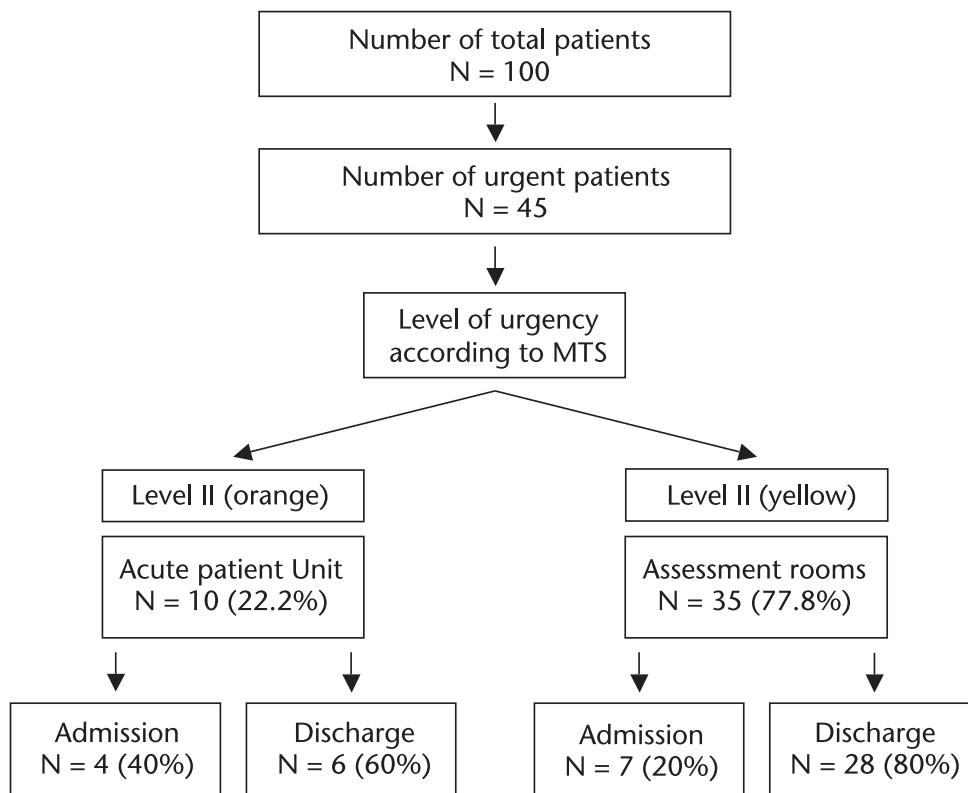 Number of total patients
N = 100
Number of urgent patients
N = 45
Level of urgency
according to MTS
Level II (orange)
Level II (yellow)
Acute patient Unit
N = 10 (22.2%)
Assessment rooms
N = 35 (77.8%)
Admission
N = 4 (40%)
Discharge
N = 6 (60%)
Admission
N = 7 (20%)
Discharge
N = 28 (80%)